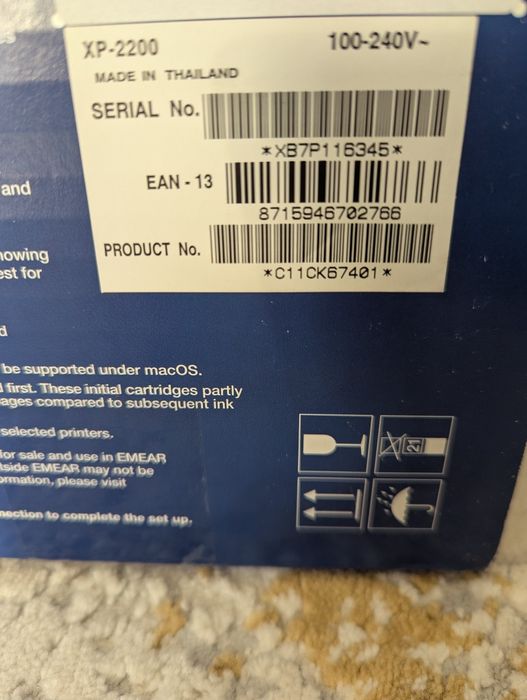 XP-2200 100-240V~
MADE IN THAILAND
SERIAL No.
*XB7P116345*
EAN-13
8715946702766
PRODUCT No.
*C11CK67401*
and
nowing
est for
d
be supported under macOS.
first. These initial cartridges partly
ages compared to subsequent ink
selected printers.
for sale and use in EMEAR
tside EMEAR may not be
ormation, please visit
nection to complete the set up.
21